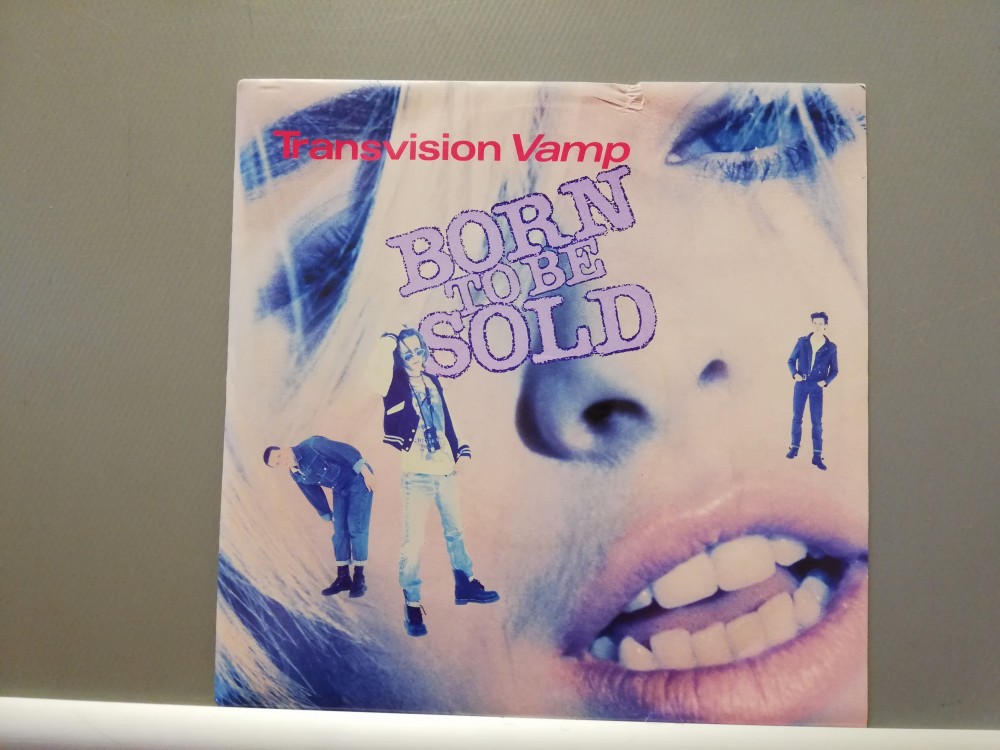 Transvision Vamp
BORN
TO BE
SOLD